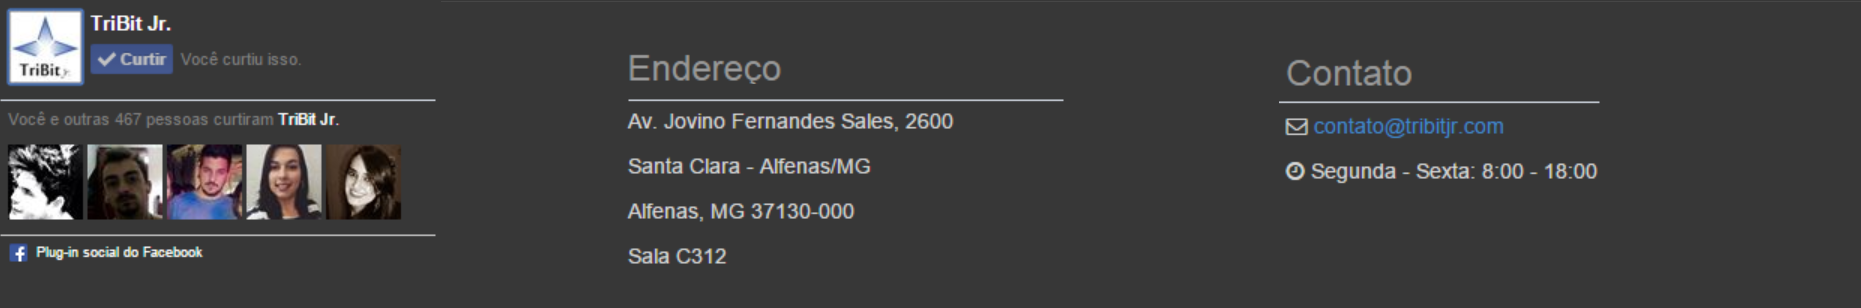 TriBit Jr.
Curtir
Você curtiu isso.
TriBit Jr.
Você e outras 467 pessoas curtiram TriBit Jr.
Plug-in social do Facebook
Endereço
Av. Jovino Fernandes Sales, 2600
Santa Clara - Alfenas/MG
Alfenas, MG 37130-000
Sala C312
Contato
contato@tribitjr.com
Segunda - Sexta: 8:00 - 18:00